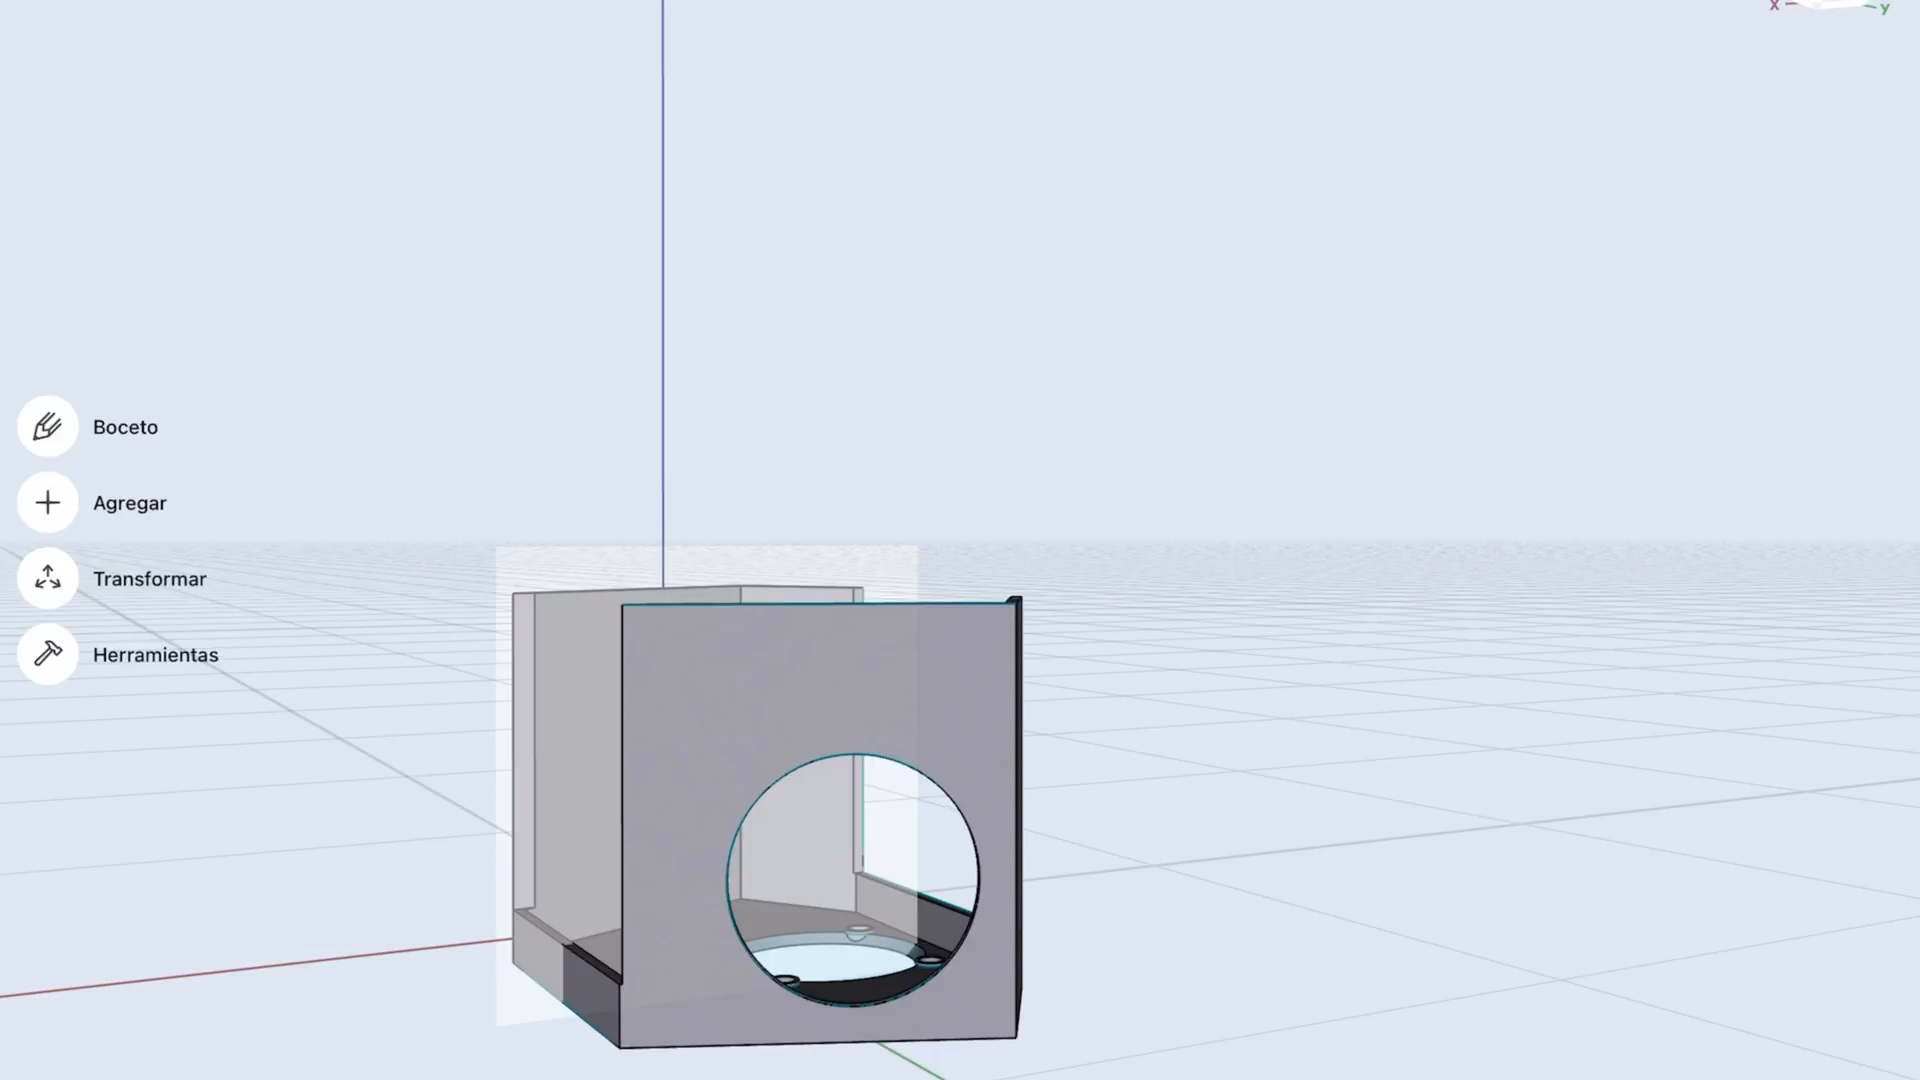 X
y
Boceto
Agregar
Transformar
Herramientas